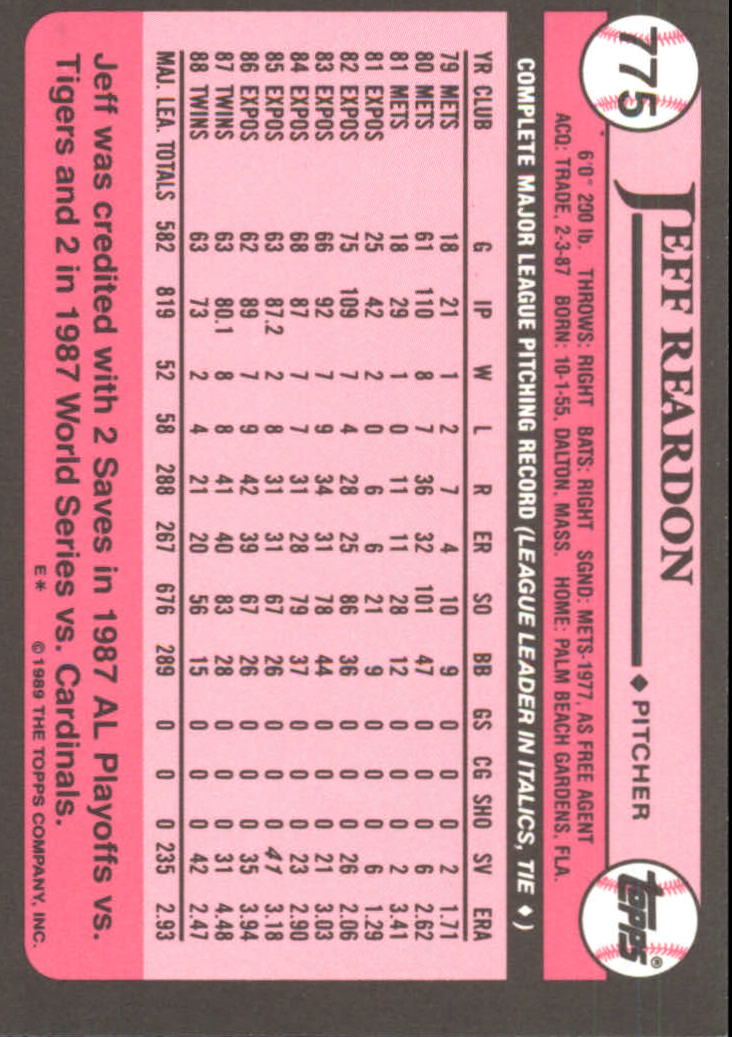 775
JEFF REARDON
◆ PITCHER
TOPPS®
6'0" 200 lb. THROWS: RIGHT BATS: RIGHT SGND: METS-1977, AS FREE AGENT
ACQ: TRADE, 2-3-87 BORN: 10-1-55, DALTON, MASS. HOME: PALM BEACH GARDENS, FLA.
COMPLETE MAJOR LEAGUE PITCHING RECORD (LEAGUE LEADER IN ITALICS, TIE ♦)
YR CLUB G IP W L R ER SO BB GS CG SHO SV ERA
79 METS 18 21 1 2 7 4 10 9 0 0 0 2 1.71
80 METS 61 110 8 7 36 32 101 47 0 0 0 6 2.62
81 METS 18 29 1 0 11 11 28 12 0 0 0 2 3.41
81 EXPOS 25 42 2 0 6 6 21 9 0 0 0 6 1.29
82 EXPOS 75 109 7 4 28 25 86 36 0 0 0 26 2.06
83 EXPOS 66 92 7 9 34 31 78 44 0 0 0 21 3.03
84 EXPOS 68 87 7 7 31 28 79 37 0 0 0 23 2.90
85 EXPOS 63 87.2 2 8 31 31 67 26 0 0 0 41 3.18
86 EXPOS 62 89 7 9 42 39 67 26 0 0 0 35 3.94
87 TWINS 63 80.1 8 8 41 40 83 28 0 0 0 31 4.48
88 TWINS 63 73 2 4 21 20 56 15 0 0 0 42 2.47
MAJ. LEA. TOTALS 582 819 52 58 288 267 676 289 0 0 0 235 2.93
Jeff was credited with 2 Saves in 1987 AL Playoffs vs.
Tigers and 2 in 1987 World Series vs. Cardinals.
E* ©1989 THE TOPPS COMPANY, INC.